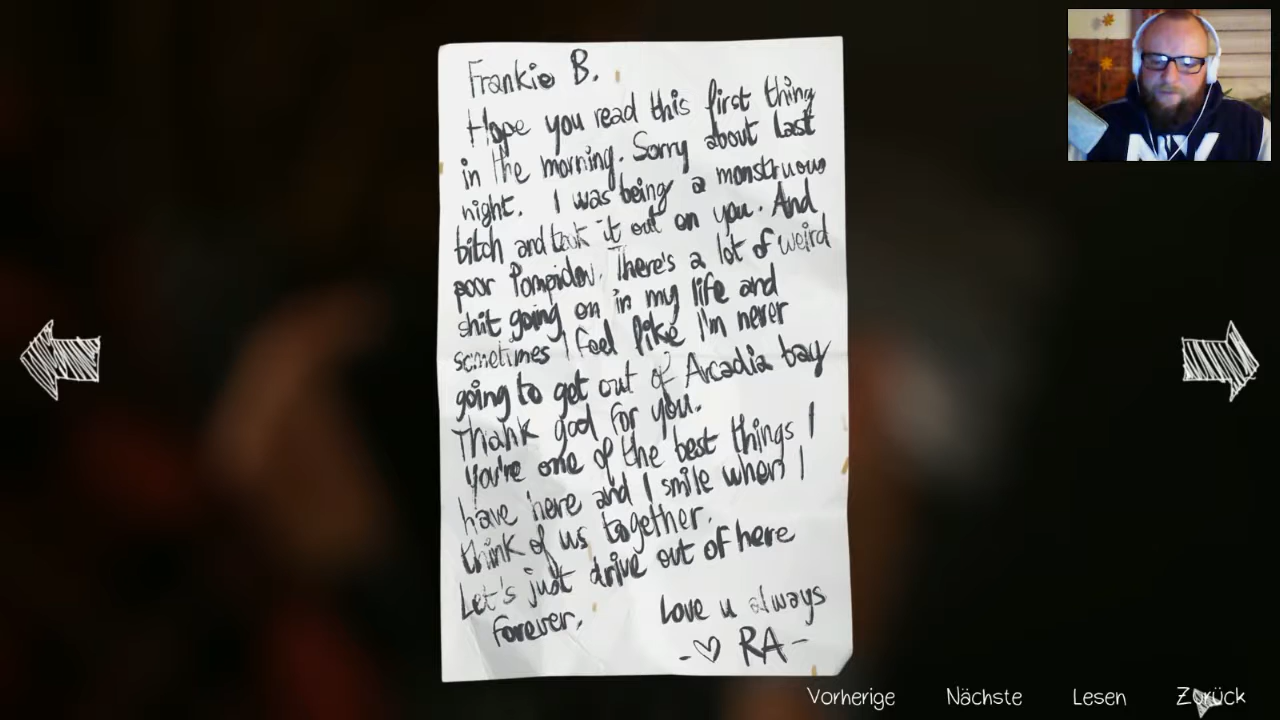 Frankie B.
Hope you read this first thing
in the morning. Sorry about last
night. I was being a monstruous
bitch and took it out on you. And
poor Pompidou. There's a lot of weird
shit going on in my life and
sometimes I feel like I'm never
going to get out of Arcadia bay
Thank god for you.
You're one of the best things I
have here and I smile when I
think of us together.
Let's just drive out of here
forever.
Love u always
-♡ RA-
Vorherige Nächste Lesen Zurück